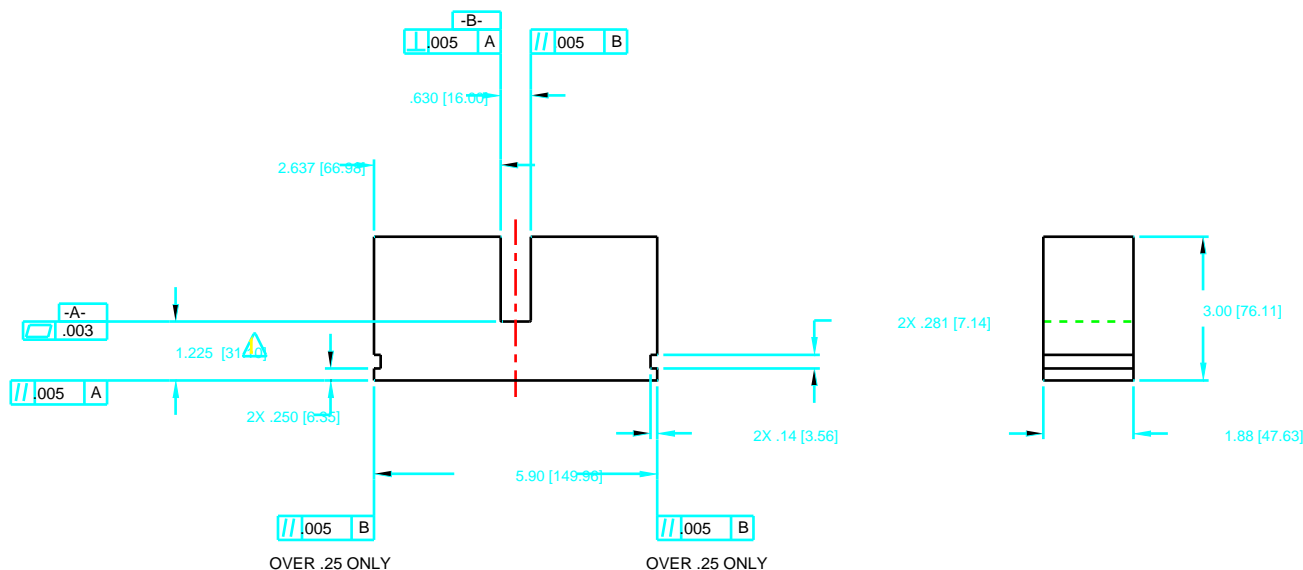 -B-
⊥ .005 A
// .005 B
.630 [16.00]
2.637 [66.98]
-A-
.003
1.225 [31.10]
1
// .005 A
2X .250 [6.35]
2X .281 [7.14]
2X .14 [3.56]
5.90 [149.96]
3.00 [76.11]
1.88 [47.63]
// .005 B
OVER .25 ONLY
// .005 B
OVER .25 ONLY